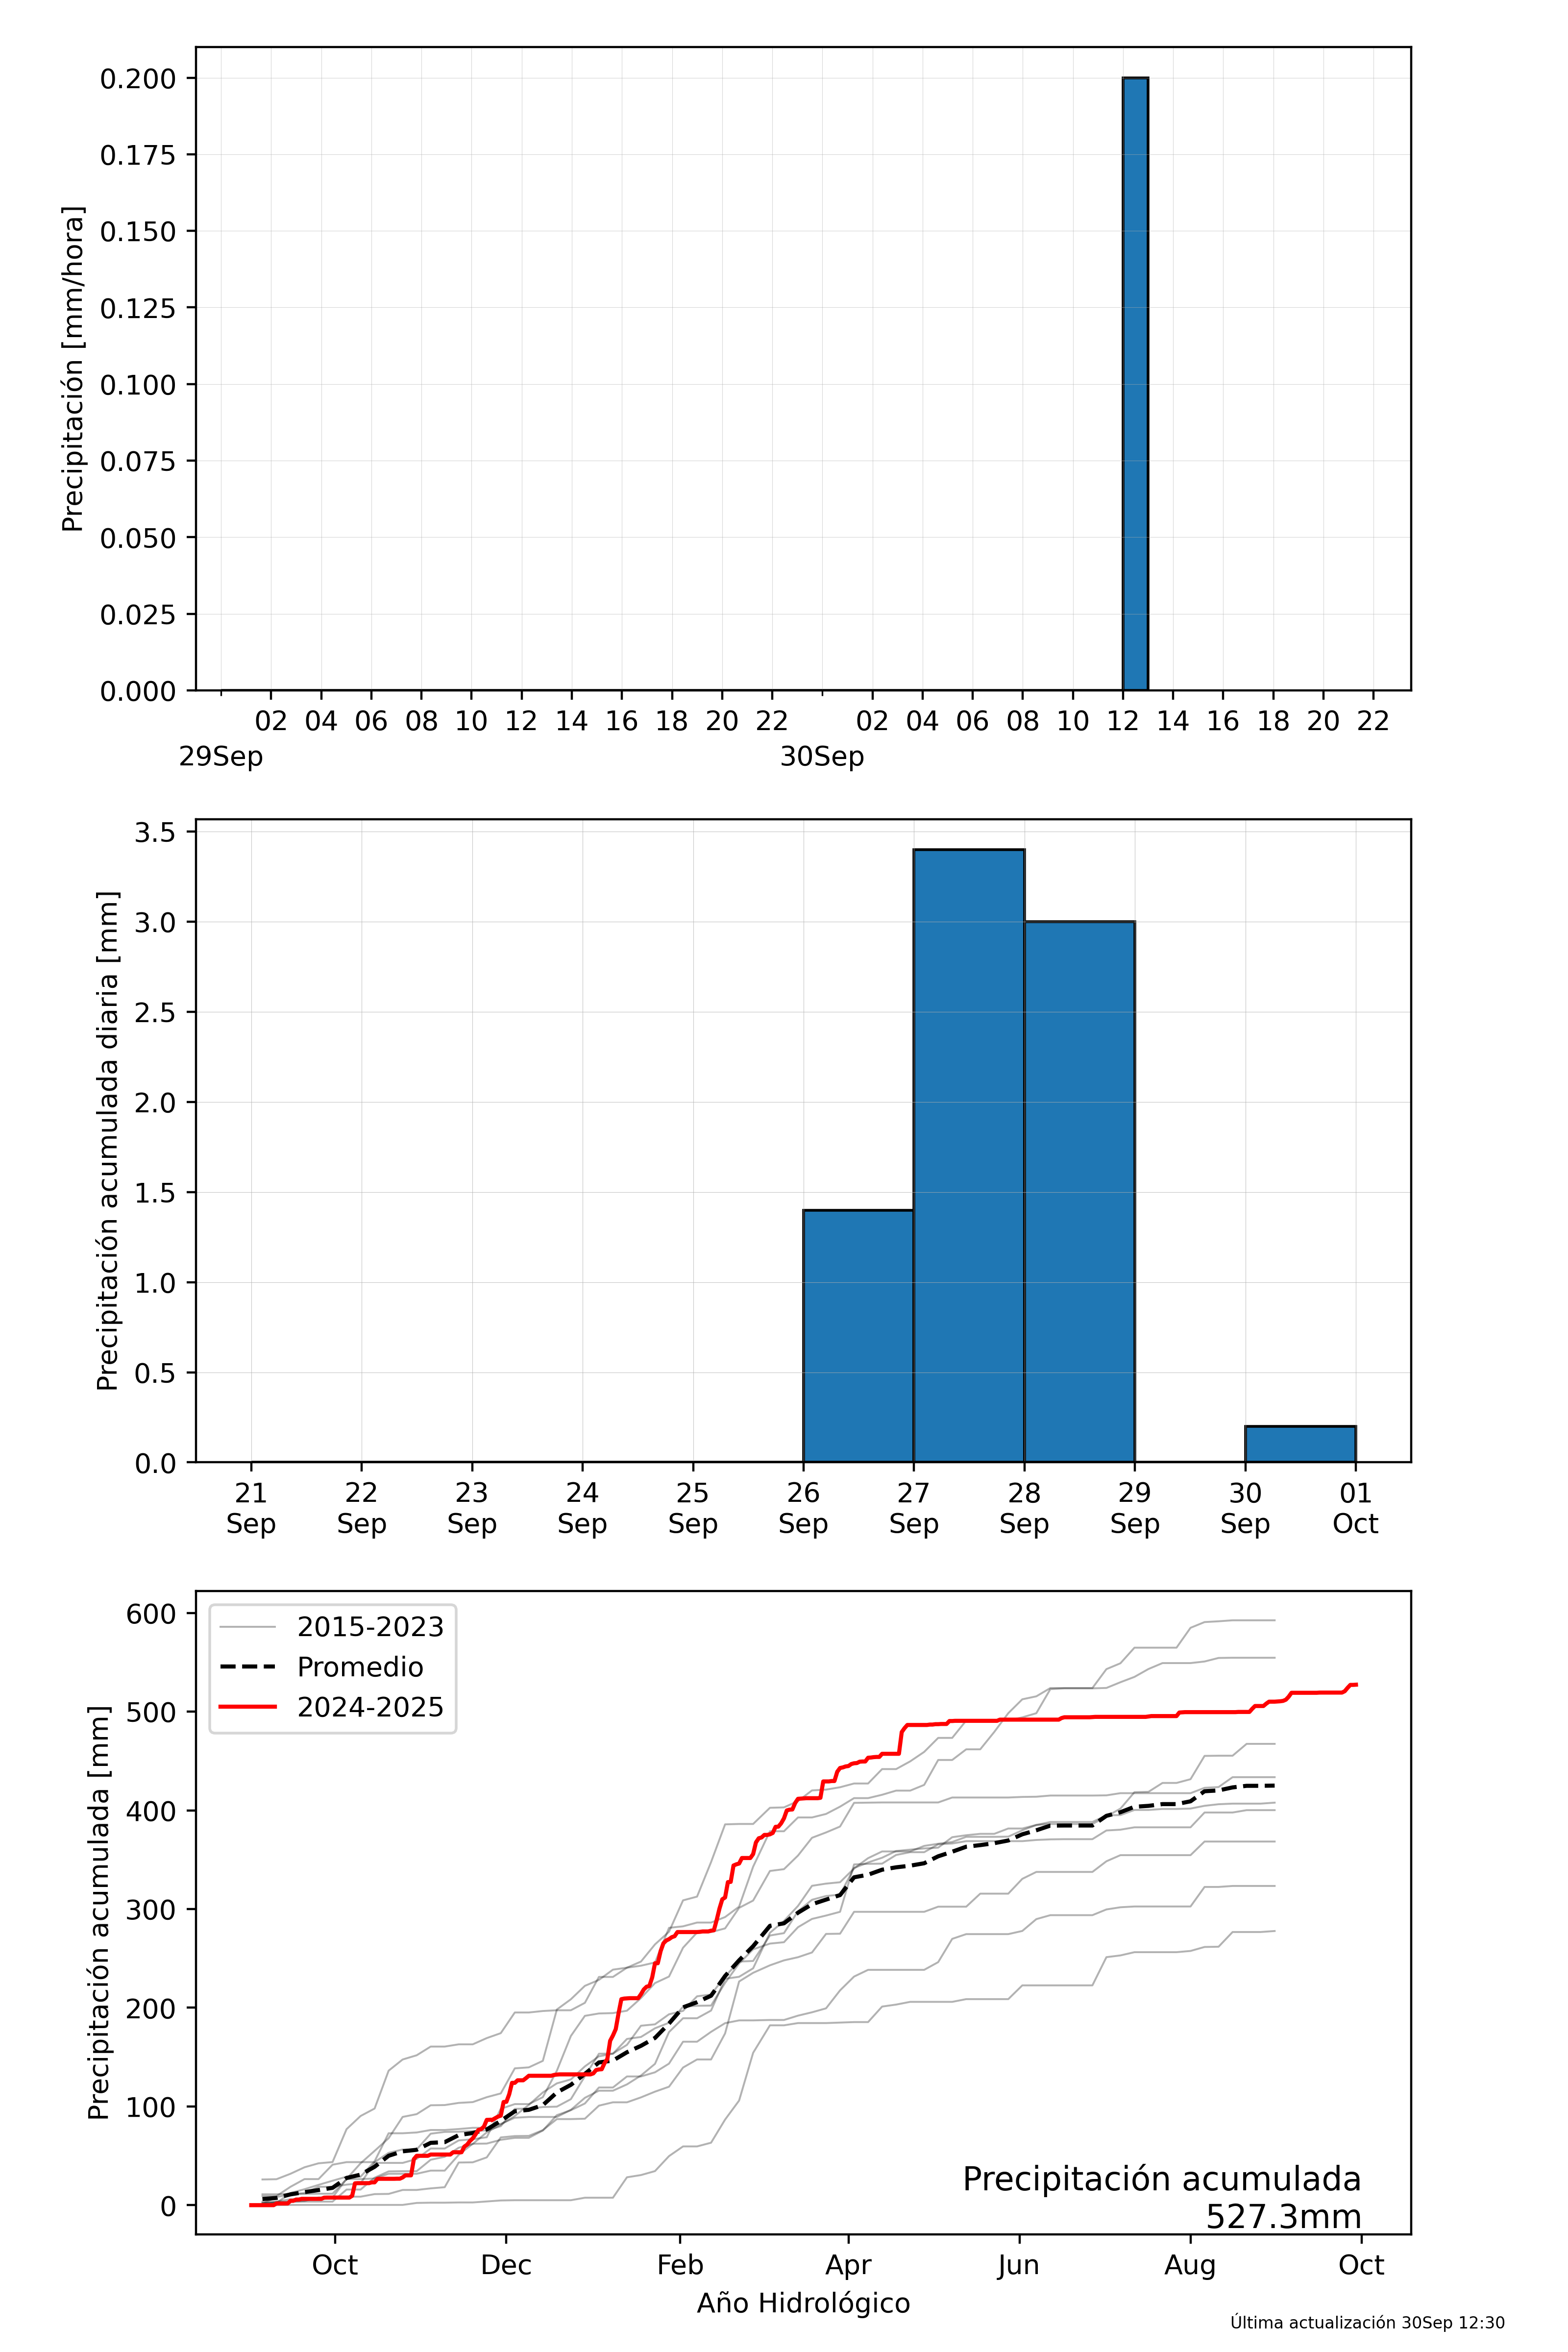 Precipitación [mm/hora]
0.200
0.175
0.150
0.125
0.100
0.075
0.050
0.025
0.000
02 04 06 08 10 12 14 16 18 20 22 02 04 06 08 10 12 14 16 18 20 22
29Sep 30Sep
Precipitación acumulada diaria [mm]
3.5
3.0
2.5
2.0
1.5
1.0
0.5
0.0
21 22 23 24 25 26 27 28 29 30 01
Sep Sep Sep Sep Sep Sep Sep Sep Sep Sep Oct
Precipitación acumulada [mm]
600
500
400
300
200
100
0
2015-2023
Promedio
2024-2025
Precipitación acumulada
527.3mm
Oct Dec Feb Apr Jun Aug Oct
Año Hidrológico
Última actualización 30Sep 12:30